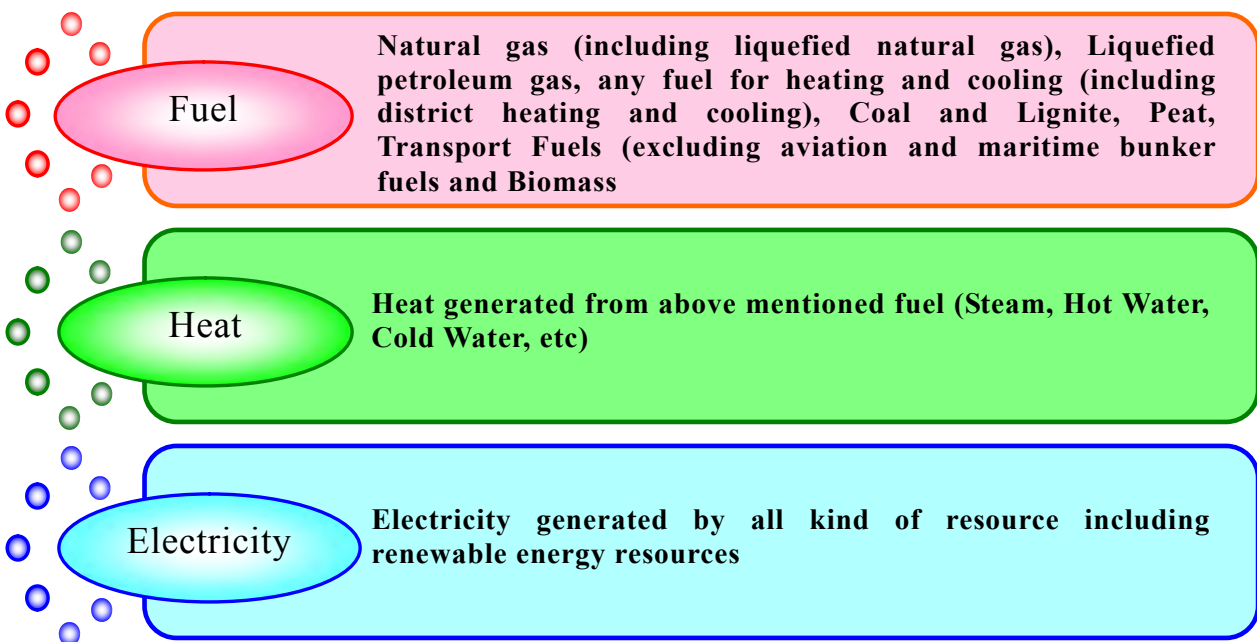 Fuel
Natural gas (including liquefied natural gas), Liquefied
petroleum gas, any fuel for heating and cooling (including
district heating and cooling), Coal and Lignite, Peat,
Transport Fuels (excluding aviation and maritime bunker
fuels and Biomass
Heat
Heat generated from above mentioned fuel (Steam, Hot Water,
Cold Water, etc)
Electricity
Electricity generated by all kind of resource including
renewable energy resources